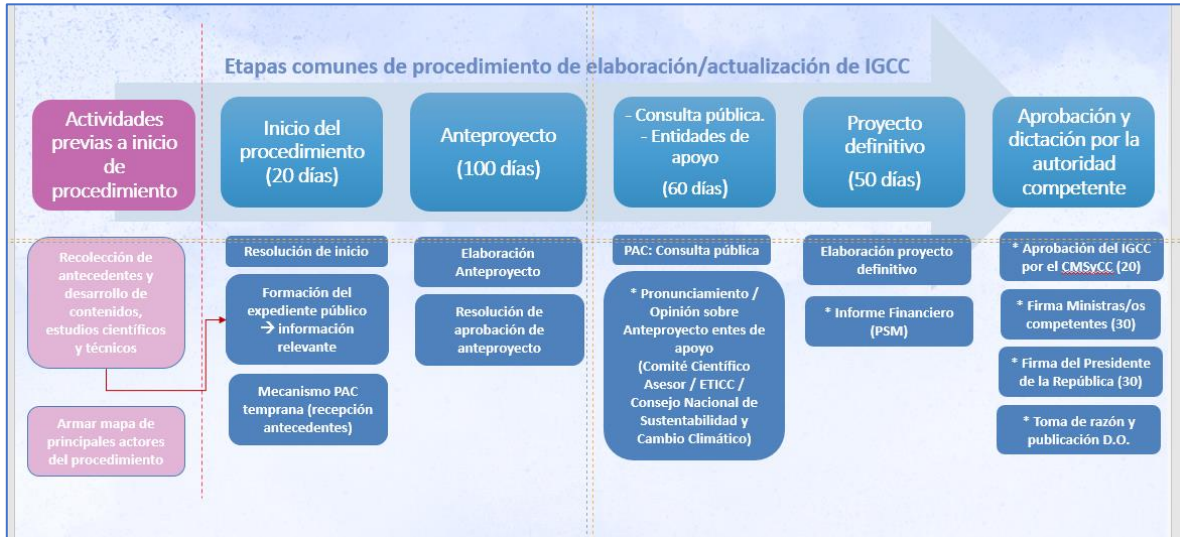 Etapas comunes de procedimiento de elaboración/actualización de IGCC
Actividades
previas a inicio
de
procedimiento
Inicio del
procedimiento
(20 días)
Anteproyecto
(100 días)
- Consulta pública.
- Entidades de
apoyo
(60 días)
Proyecto
definitivo
(50 días)
Aprobación y
dictación por la
autoridad
competente
Recolección de
antecedentes y
desarrollo de
contenidos,
estudios científicos
y técnicos
Armar mapa de
principales actores
del procedimiento
Resolución de inicio
Formación del
expediente público
→ información
relevante
Mecanismo PAC
temprana (recepción
antecedentes)
Elaboración
Anteproyecto
Resolución de
aprobación de
anteproyecto
PAC: Consulta pública
* Pronunciamiento /
Opinión sobre
Anteproyecto entes de
apoyo
(Comité Científico
Asesor / ETICC /
Consejo Nacional de
Sustentabilidad y
Cambio Climático)
Elaboración proyecto
definitivo
* Informe Financiero
(PSM)
* Aprobación del IGCC
por el CMSyCC (20)
* Firma Ministras/os
competentes (30)
* Firma del Presidente
de la República (30)
* Toma de razón y
publicación D.O.